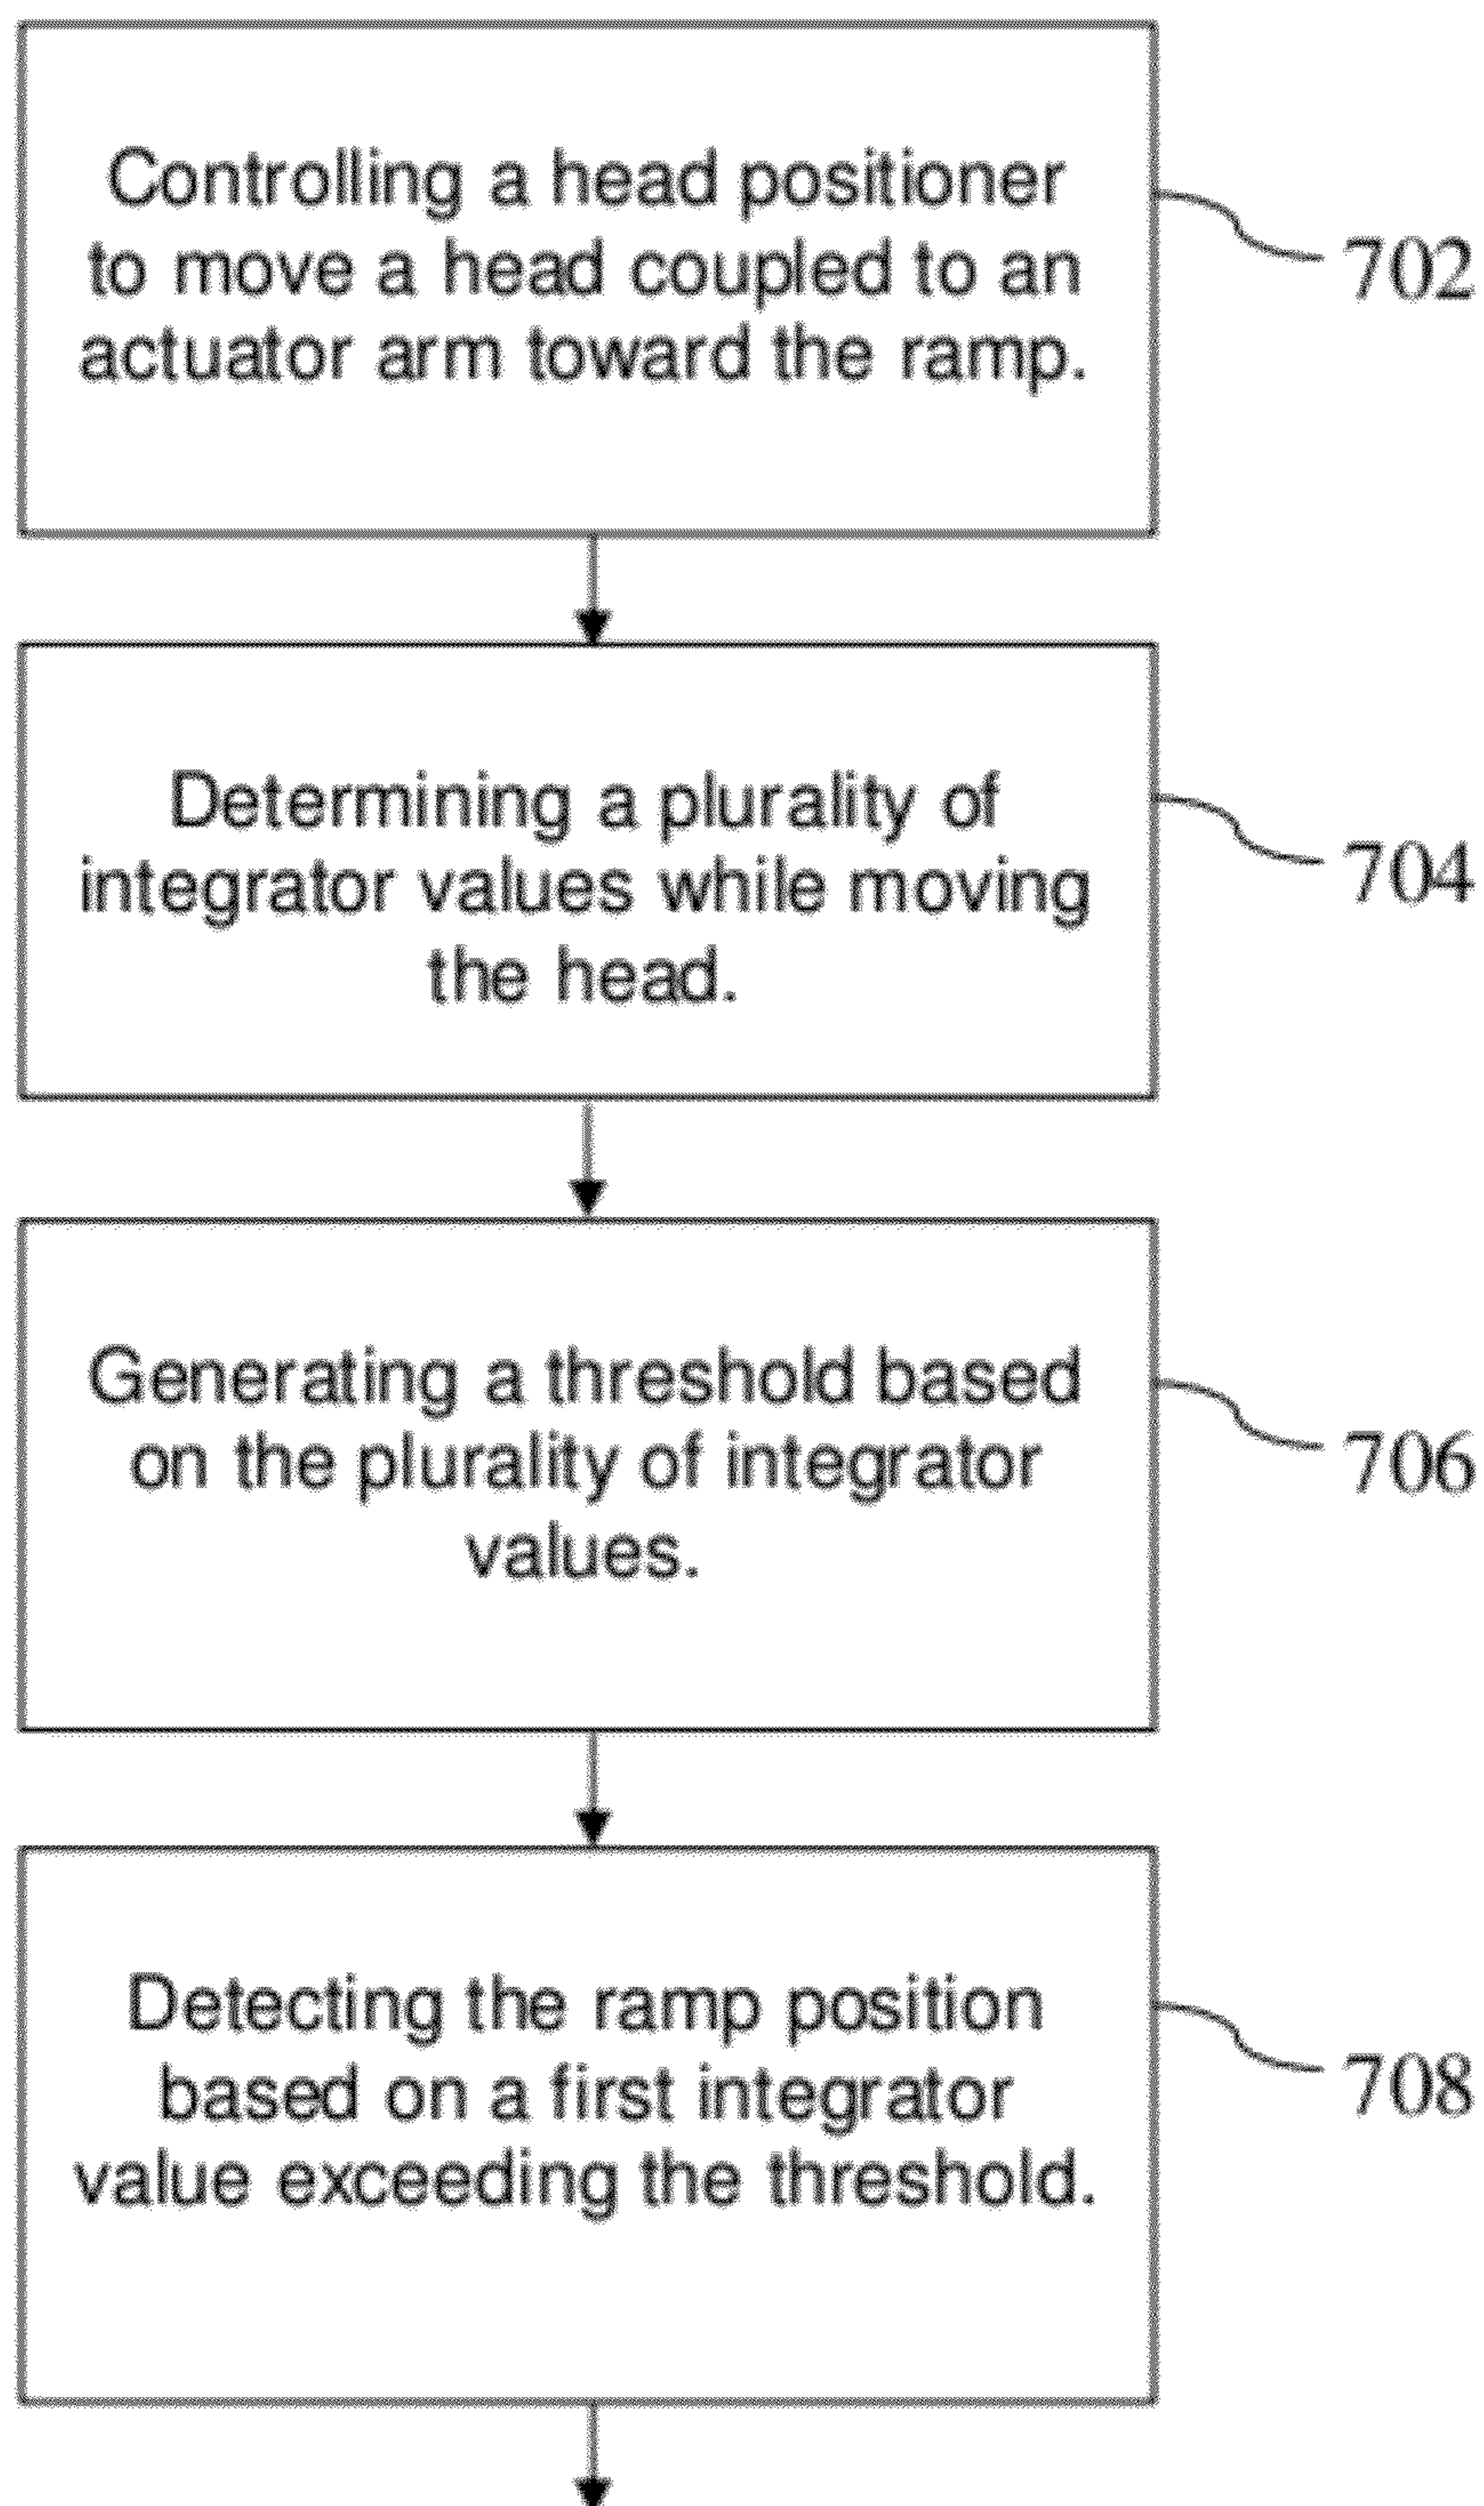 Controlling a head positioner
to move a head coupled to an
actuator arm toward the ramp.
702
Determining a plurality of
integrator values while moving
the head.
704
Generating a threshold based
on the plurality of integrator
values.
706
Detecting the ramp position
based on a first integrator
value exceeding the threshold.
708